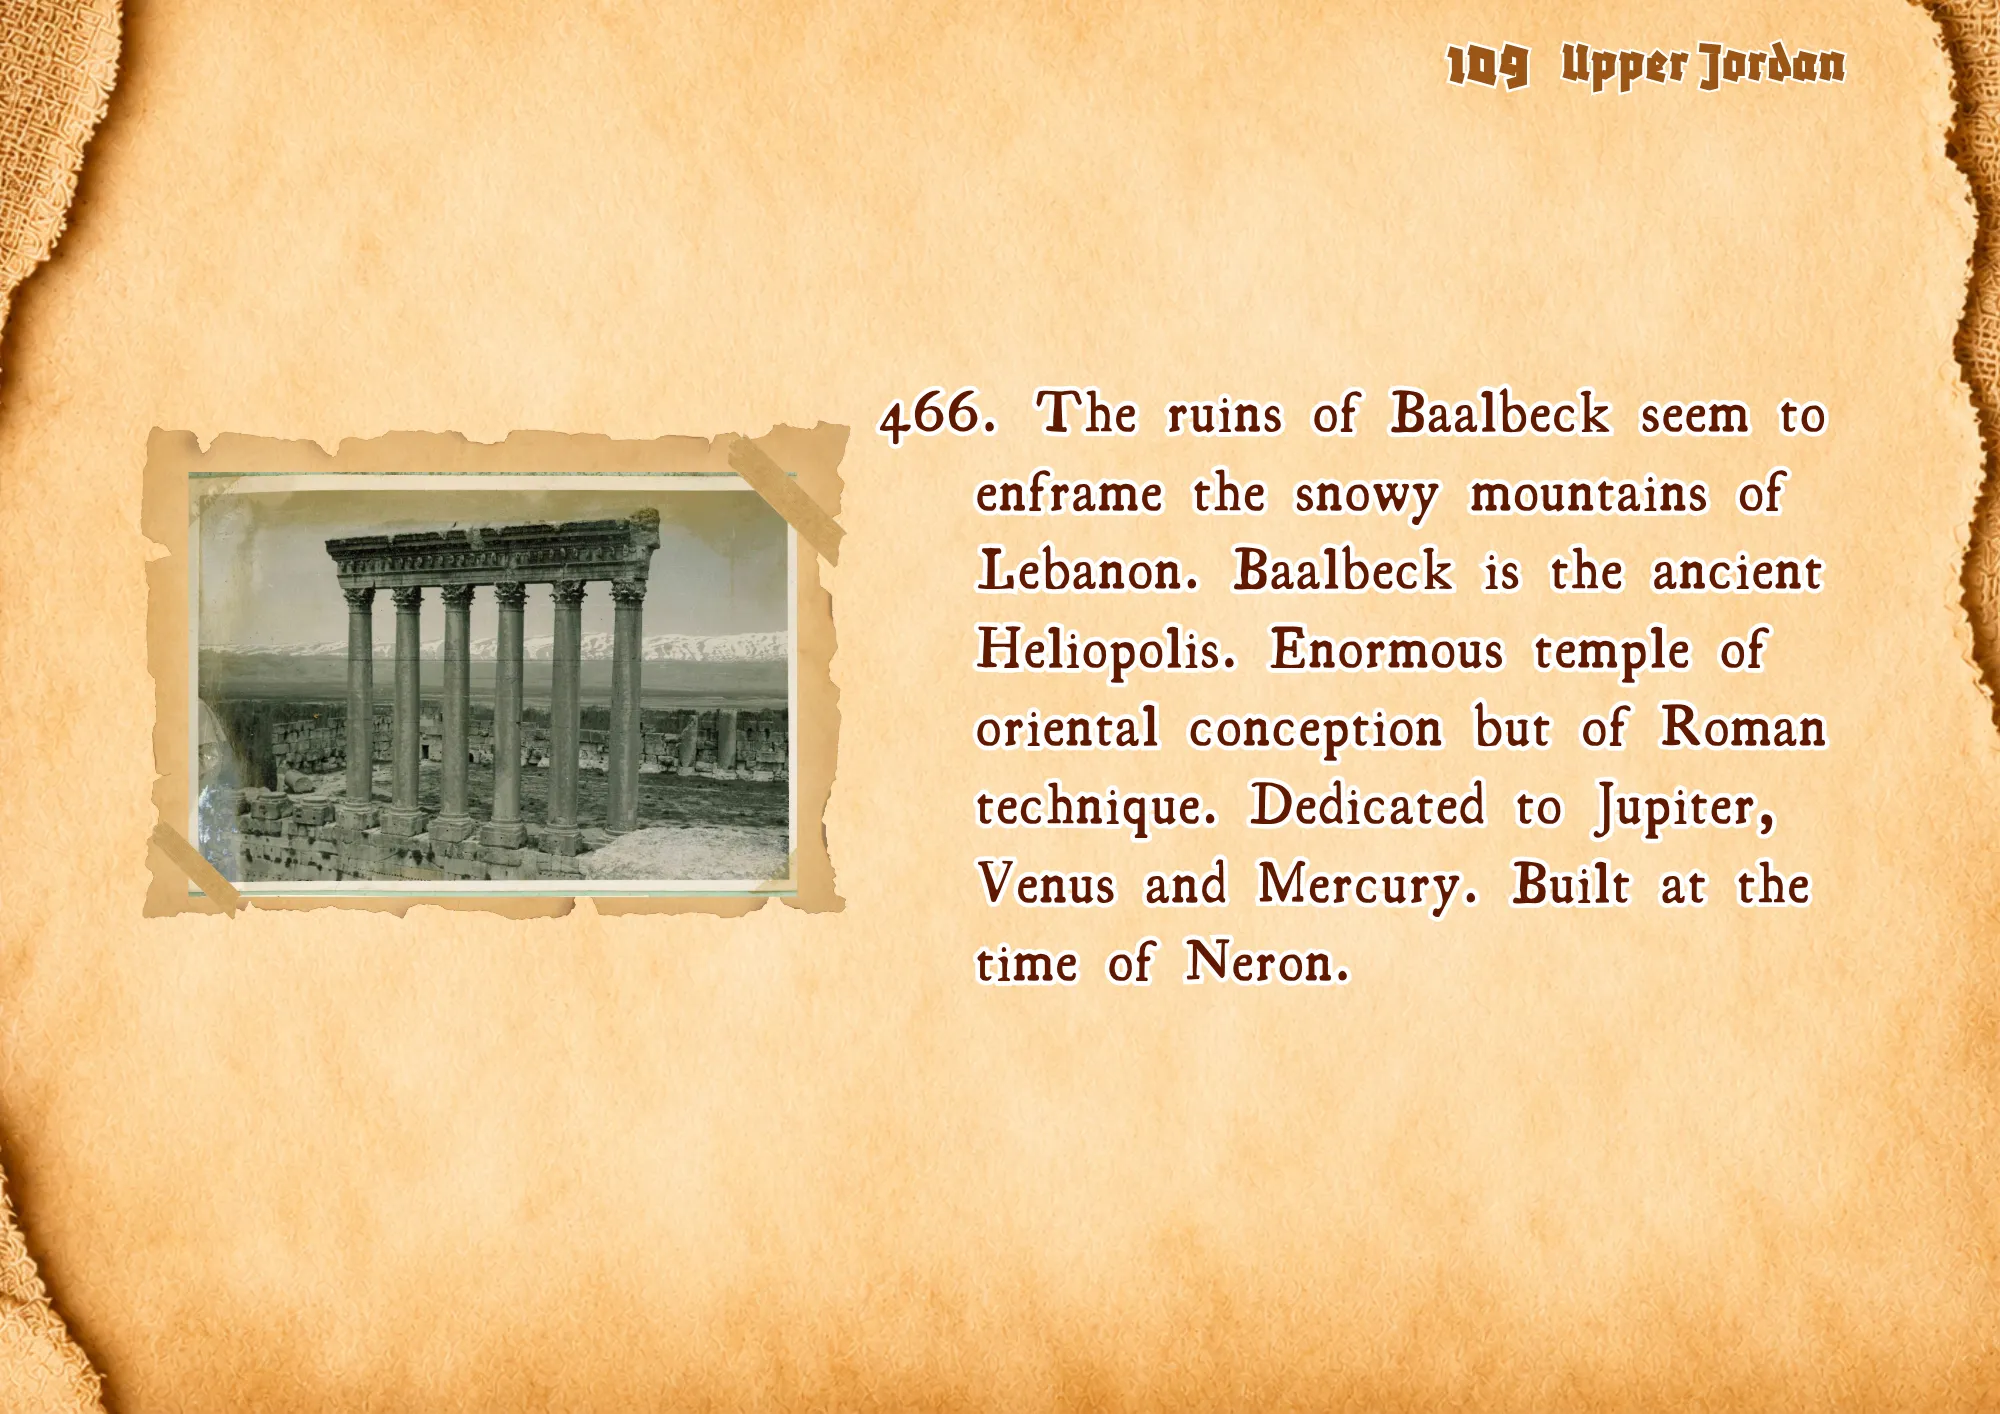 109 Upper Jordan
466. The ruins of Baalbeck seem to
enframe the snowy mountains of
Lebanon. Baalbeck is the ancient
Heliopolis. Enormous temple of
oriental conception but of Roman
technique. Dedicated to Jupiter,
Venus and Mercury. Built at the
time of Neron.